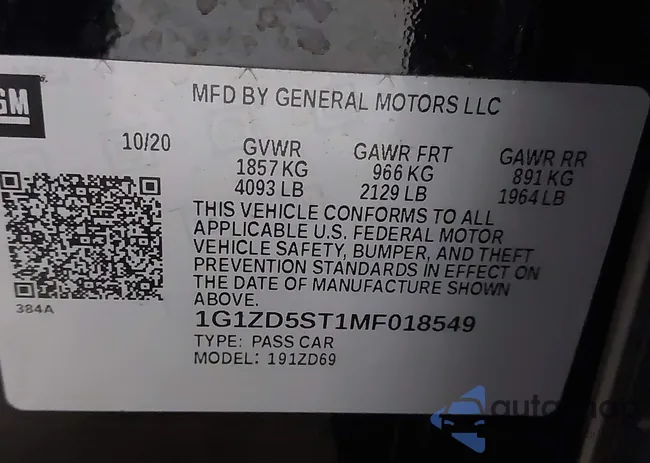 GM
MFD BY GENERAL MOTORS LLC
10/20
GVWR
1857 KG
4093 LB
GAWR FRT
966 KG
2129 LB
GAWR RR
891 KG
1964 LB
THIS VEHICLE CONFORMS TO ALL
APPLICABLE U.S. FEDERAL MOTOR
VEHICLE SAFETY, BUMPER, AND THEFT
PREVENTION STANDARDS IN EFFECT ON
THE DATE OF MANUFACTURE SHOWN
ABOVE.
384A
1G1ZD5ST1MF018549
TYPE: PASS CAR
MODEL: 191ZD69